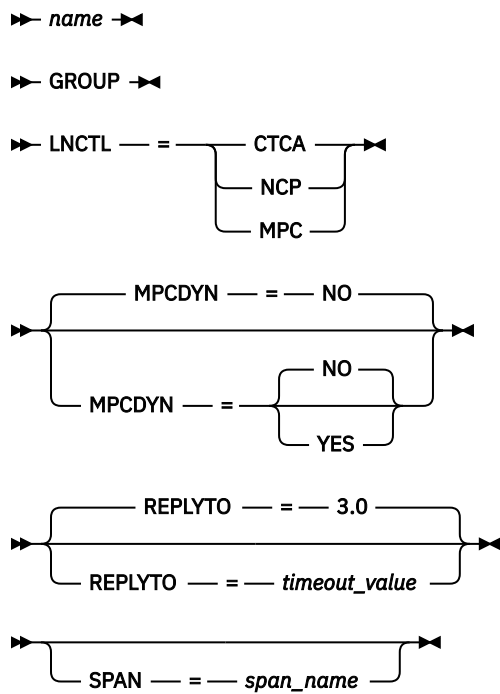 name
GROUP
LNCTL = CTCA
NCP
MPC
MPCDYN = NO
NO
MPCDYN =
YES
REPLYTO = 3.0
REPLYTO = timeout_value
SPAN = span_name